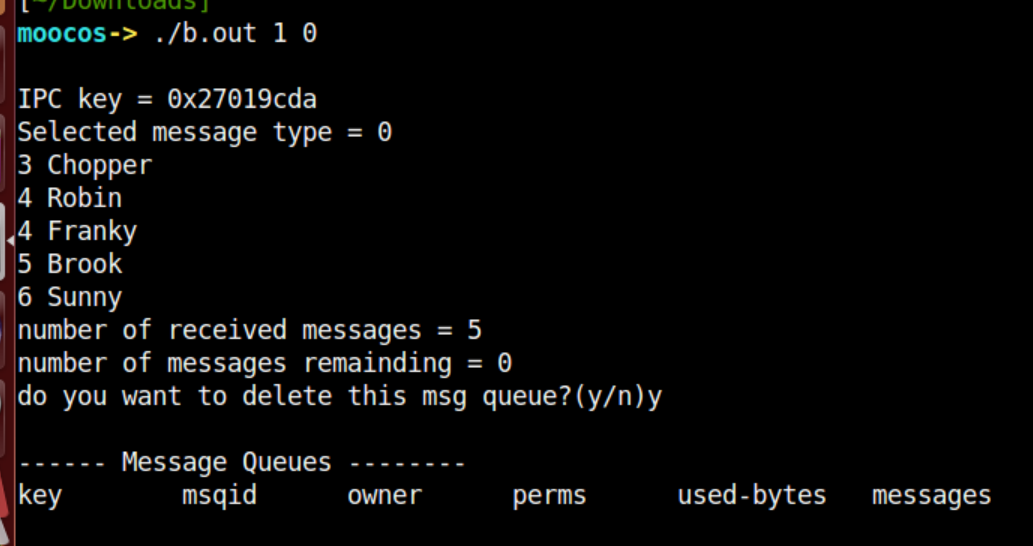 [~/Downloads]
moocos-> ./b.out 1 0
IPC key = 0x27019cda
Selected message type = 0
3 Chopper
4 Robin
4 Franky
5 Brook
6 Sunny
number of received messages = 5
number of messages remainding = 0
do you want to delete this msg queue?(y/n)y
------ Message Queues --------
key        msqid      owner      perms      used-bytes   messages